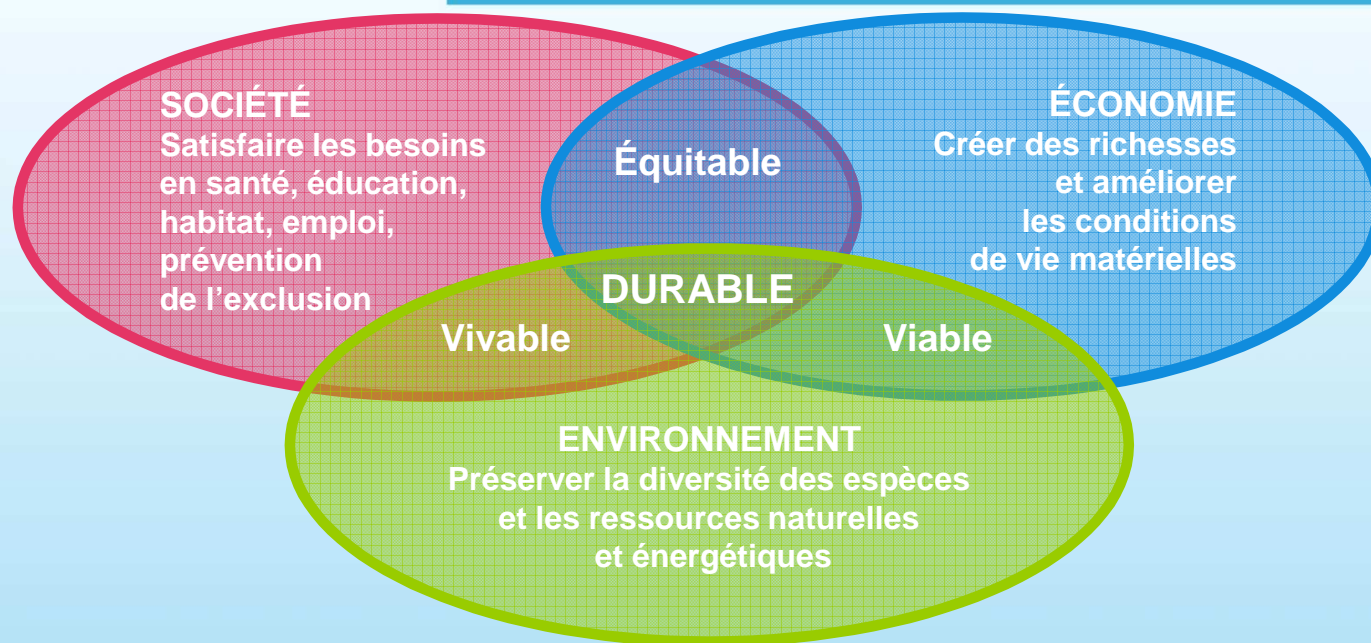 SOCIÉTÉ
Satisfaire les besoins
en santé, éducation,
habitat, emploi,
prévention
de l'exclusion
Équitable
ÉCONOMIE
Créer des richesses
et améliorer
les conditions
de vie matérielles
DURABLE
Vivable
Viable
ENVIRONNEMENT
Préserver la diversité des espèces
et les ressources naturelles
et énergétiques